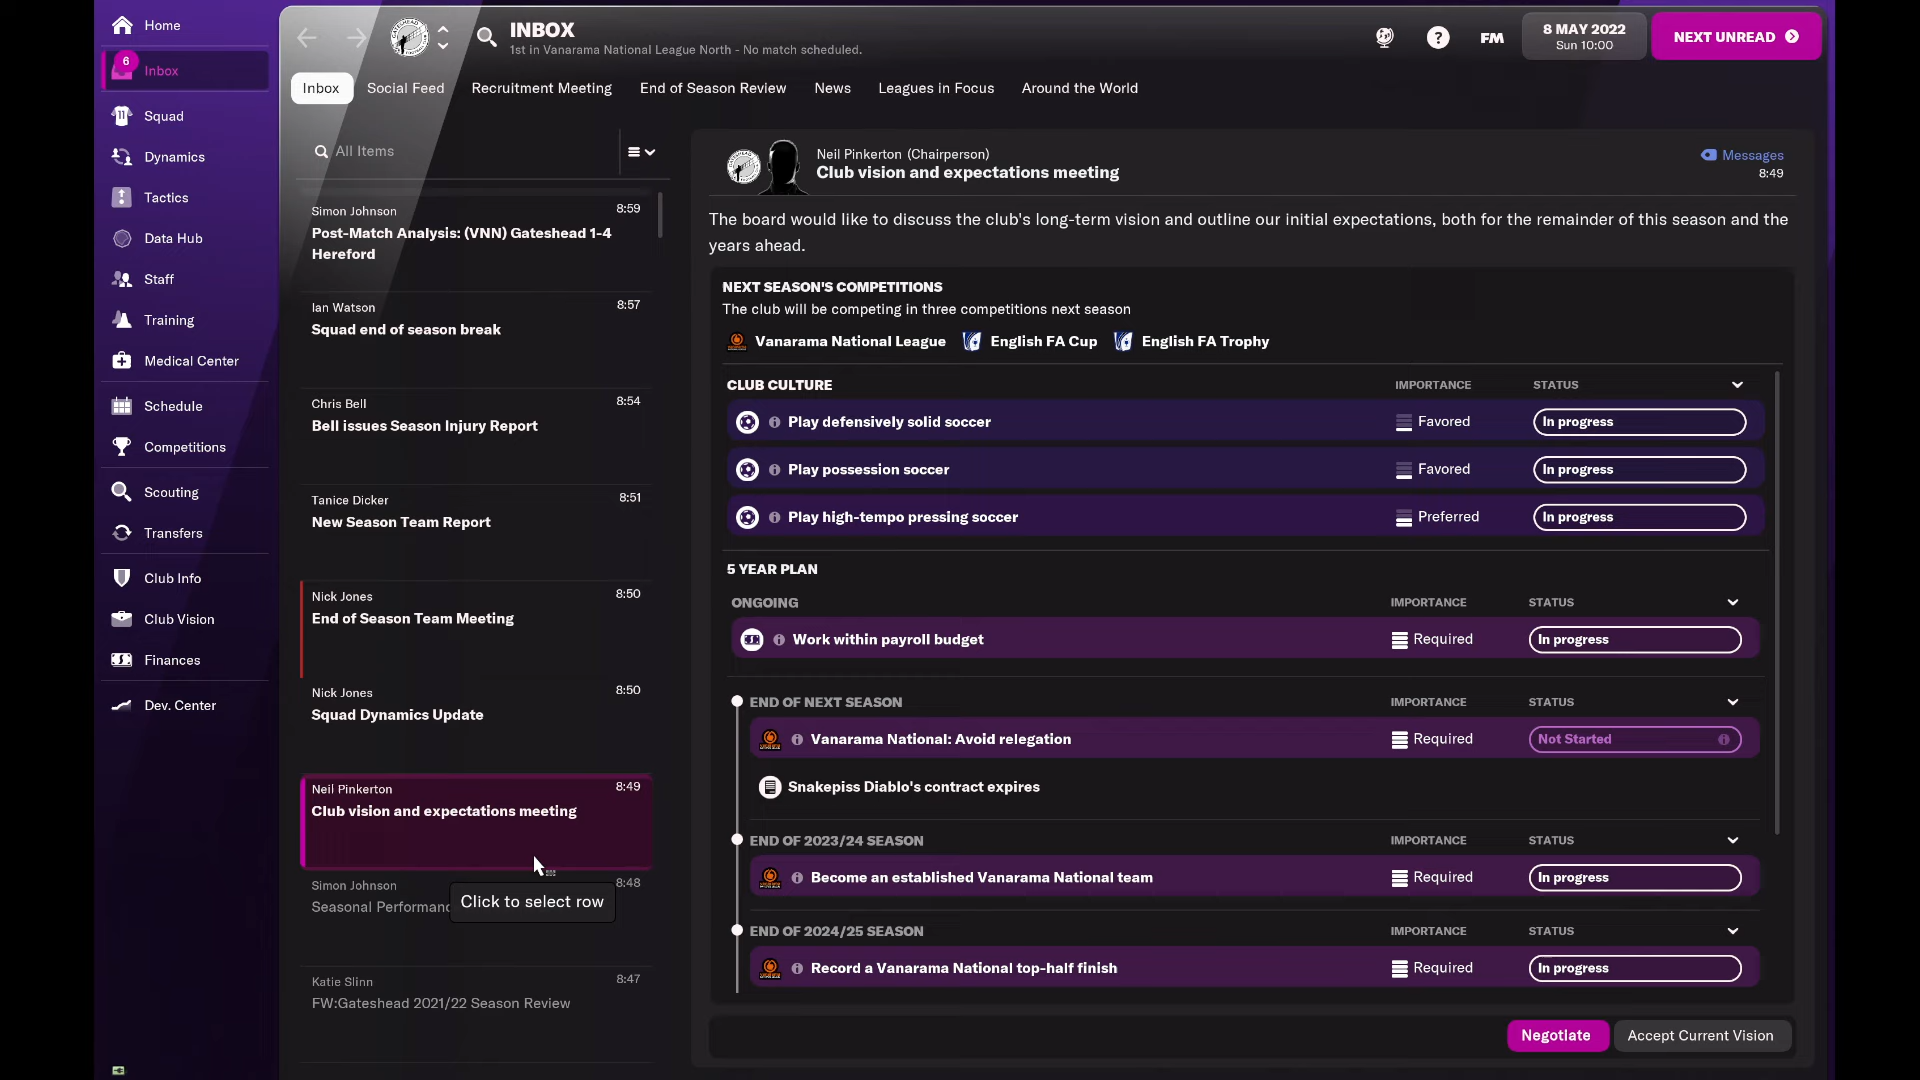 Home
6
Inbox
Squad
Dynamics
Tactics
Data Hub
Staff
Training
Medical Center
Schedule
Competitions
Scouting
Transfers
Club Info
Club Vision
Finances
Dev. Center
INBOX
1st in Vanarama National League North - No match scheduled.
FM
8 MAY 2022
Sun 10:00
NEXT UNREAD
Inbox
Social Feed
Recruitment Meeting
End of Season Review
News
Leagues in Focus
Around the World
All Items
Simon Johnson 8:59
Post-Match Analysis: (VNN) Gateshead 1-4
Hereford
Ian Watson 8:57
Squad end of season break
Chris Bell 8:54
Bell issues Season Injury Report
Tanice Dicker 8:51
New Season Team Report
Nick Jones 8:50
End of Season Team Meeting
Nick Jones 8:50
Squad Dynamics Update
Neil Pinkerton 8:49
Club vision and expectations meeting
Simon Johnson 8:48
Seasonal Performanc
Click to select row
Katie Slinn 8:47
FW:Gateshead 2021/22 Season Review
Neil Pinkerton (Chairperson)
Club vision and expectations meeting
Messages
8:49
The board would like to discuss the club's long-term vision and outline our initial expectations, both for the remainder of this season and the
years ahead.
NEXT SEASON'S COMPETITIONS
The club will be competing in three competitions next season
Vanarama National League English FA Cup English FA Trophy
CLUB CULTURE IMPORTANCE STATUS
Play defensively solid soccer Favored In progress
Play possession soccer Favored In progress
Play high-tempo pressing soccer Preferred In progress
5 YEAR PLAN
ONGOING IMPORTANCE STATUS
Work within payroll budget Required In progress
END OF NEXT SEASON IMPORTANCE STATUS
Vanarama National: Avoid relegation Required Not Started
Snakepiss Diablo's contract expires
END OF 2023/24 SEASON IMPORTANCE STATUS
Become an established Vanarama National team Required In progress
END OF 2024/25 SEASON IMPORTANCE STATUS
Record a Vanarama National top-half finish Required In progress
Negotiate
Accept Current Vision